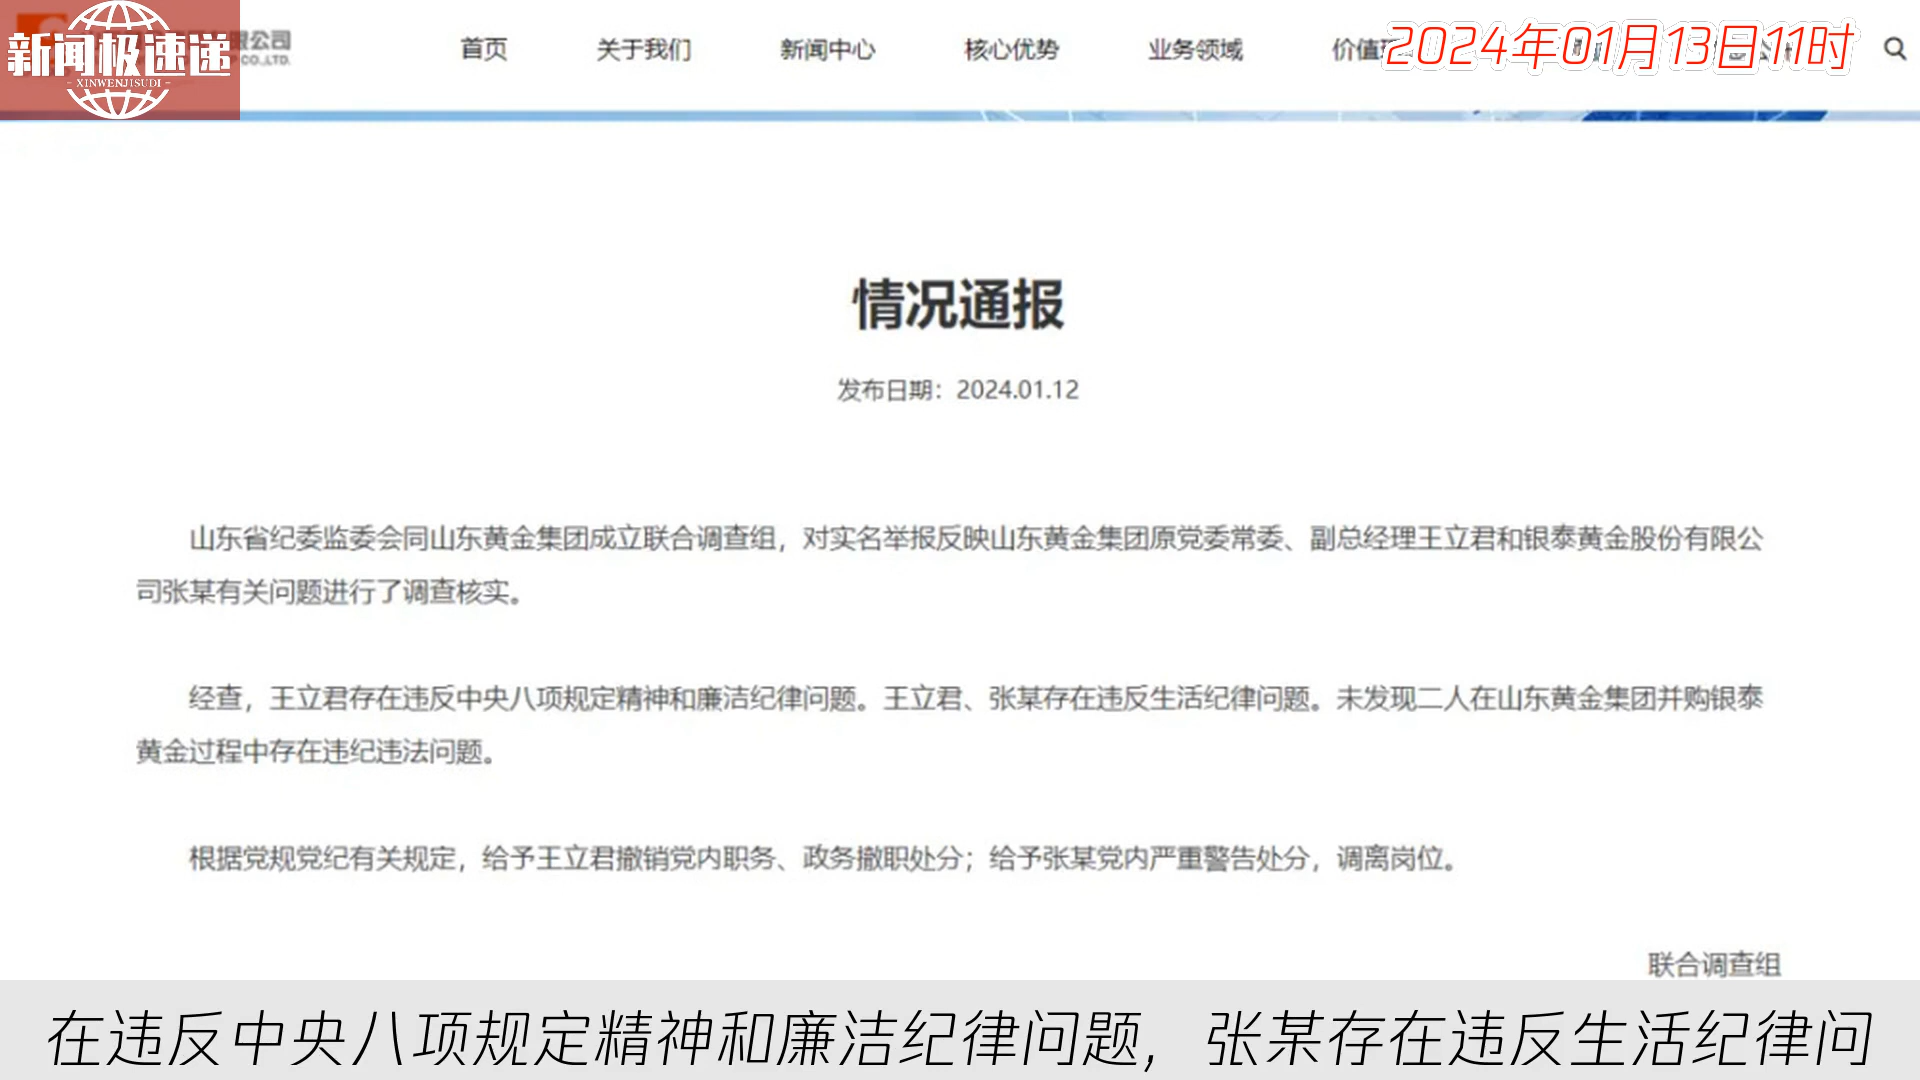 新闻极速递
XINWENJISUDI
限公司
CO.,LTD.
首页 关于我们 新闻中心 核心优势 业务领域 价值
2024年01月13日11时
情况通报
发布日期：2024.01.12
山东省纪委监委会同山东黄金集团成立联合调查组，对实名举报反映山东黄金集团原党委常委、副总经理王立君和银泰黄金股份有限公
司张某有关问题进行了调查核实。
经查，王立君存在违反中央八项规定精神和廉洁纪律问题。王立君、张某存在违反生活纪律问题。未发现二人在山东黄金集团并购银泰
黄金过程中存在违纪违法问题。
根据党规党纪有关规定，给予王立君撤销党内职务、政务撤职处分；给予张某党内严重警告处分，调离岗位。
联合调查组
在违反中央八项规定精神和廉洁纪律问题，张某存在违反生活纪律问